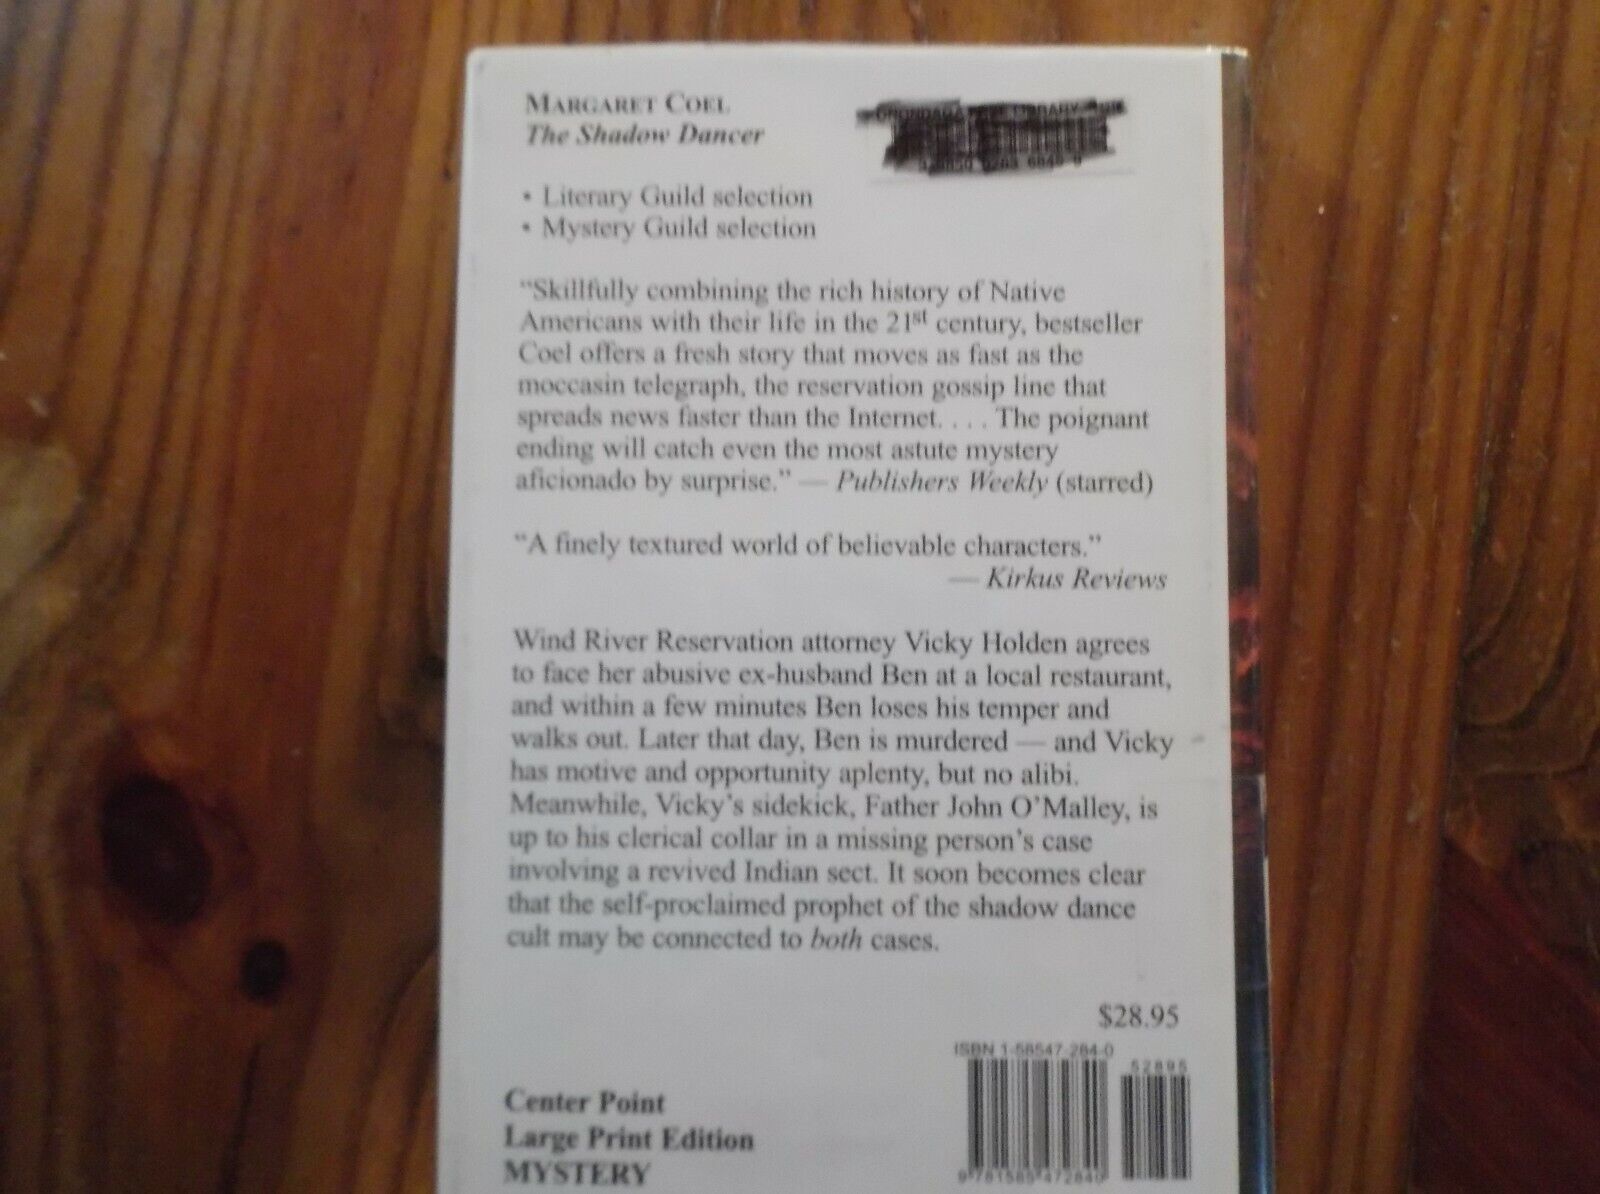 MARGARET COEL
The Shadow Dancer
ONONDAGA LIBRARY
• Literary Guild selection
• Mystery Guild selection
“Skillfully combining the rich history of Native
Americans with their life in the 21st century, bestseller
Coel offers a fresh story that moves as fast as the
moccasin telegraph, the reservation gossip line that
spreads news faster than the Internet. . . . The poignant
ending will catch even the most astute mystery
aficionado by surprise.” — Publishers Weekly (starred)
“A finely textured world of believable characters.”
— Kirkus Reviews
Wind River Reservation attorney Vicky Holden agrees
to face her abusive ex-husband Ben at a local restaurant,
and within a few minutes Ben loses his temper and
walks out. Later that day, Ben is murdered — and Vicky
has motive and opportunity aplenty, but no alibi.
Meanwhile, Vicky’s sidekick, Father John O’Malley, is
up to his clerical collar in a missing person’s case
involving a revived Indian sect. It soon becomes clear
that the self-proclaimed prophet of the shadow dance
cult may be connected to both cases.
$28.95
ISBN 1-58547-284-0
52895
9 781585 472840
Center Point
Large Print Edition
MYSTERY